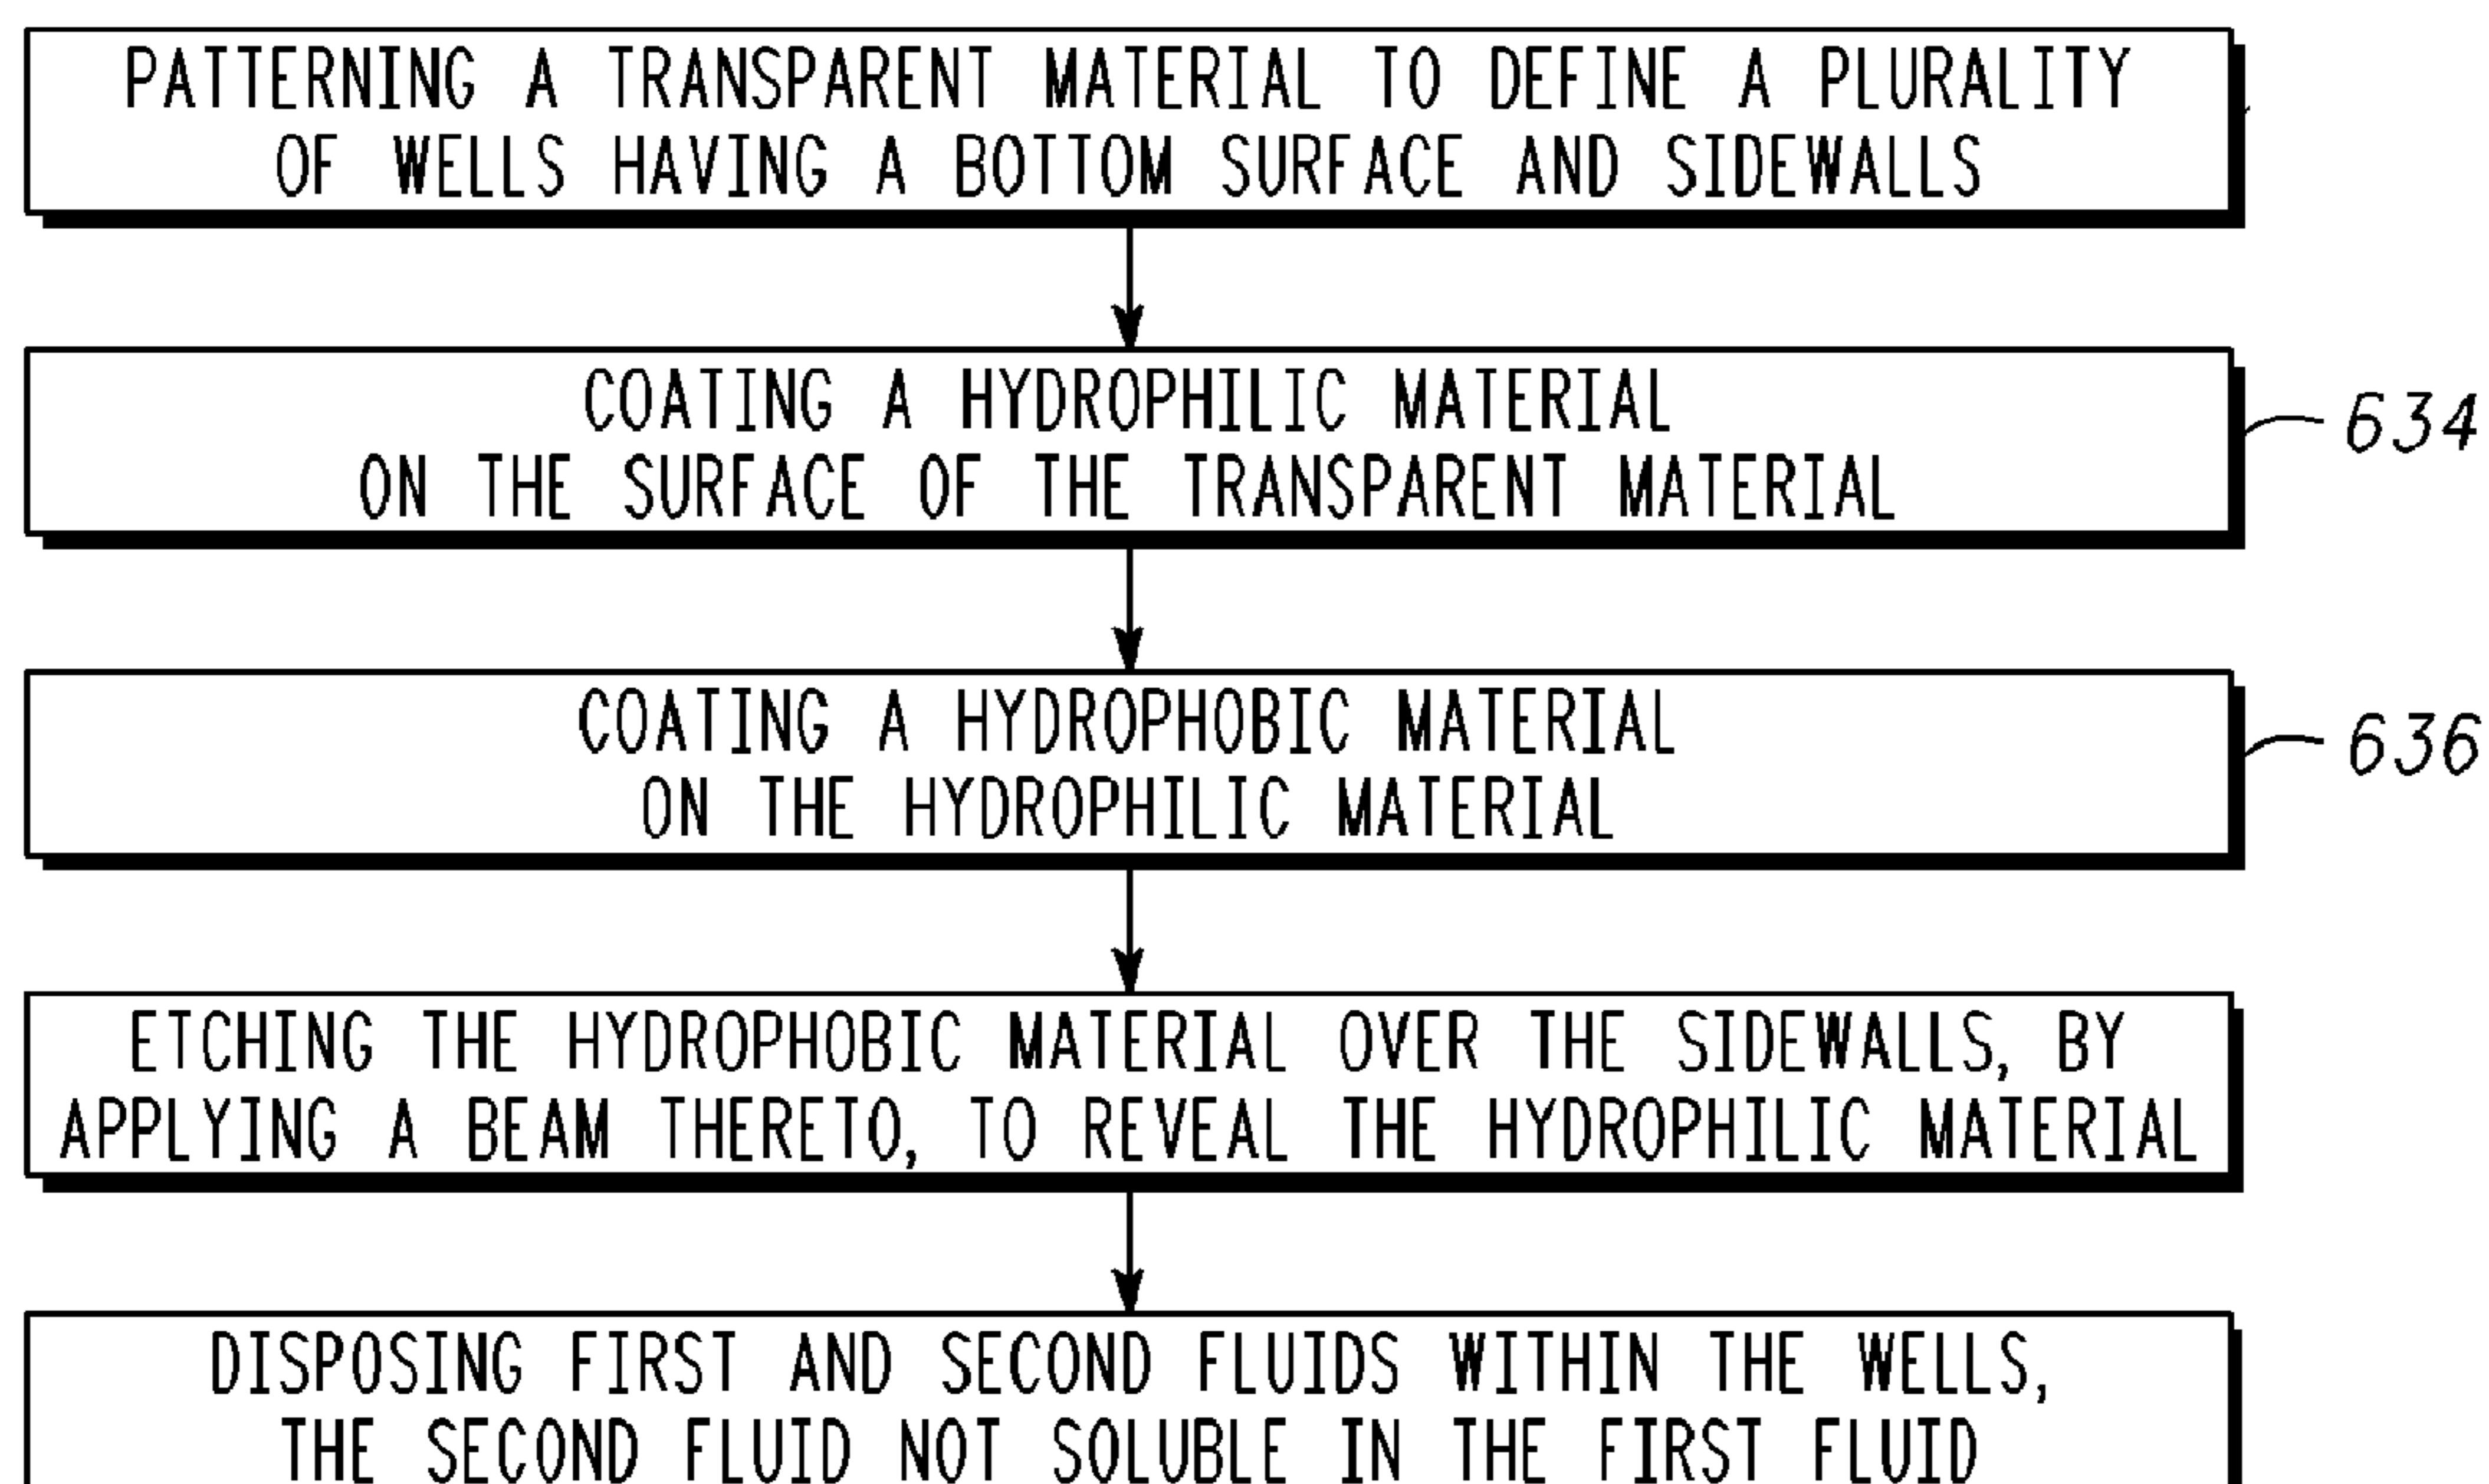 PATTERNING A TRANSPARENT MATERIAL TO DEFINE A PLURALITY
OF WELLS HAVING A BOTTOM SURFACE AND SIDEWALLS
COATING A HYDROPHILIC MATERIAL
ON THE SURFACE OF THE TRANSPARENT MATERIAL
634
COATING A HYDROPHOBIC MATERIAL
ON THE HYDROPHILIC MATERIAL
636
ETCHING THE HYDROPHOBIC MATERIAL OVER THE SIDEWALLS, BY
APPLYING A BEAM THERETO, TO REVEAL THE HYDROPHILIC MATERIAL
DISPOSING FIRST AND SECOND FLUIDS WITHIN THE WELLS,
THE SECOND FLUID NOT SOLUBLE IN THE FIRST FLUID